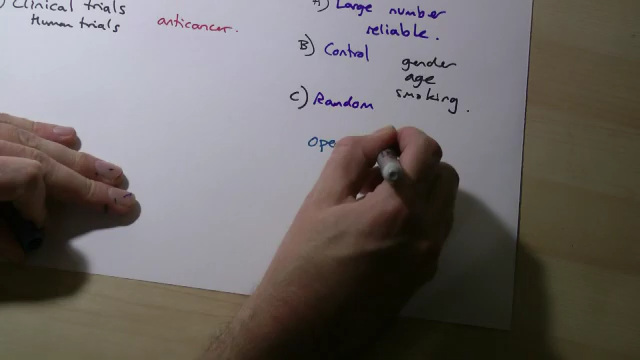 ) Clinical trials
Human trials
anticancer.
A) Large number
reliable.
B) Control
gender
age
smoking.
C) Random
ope